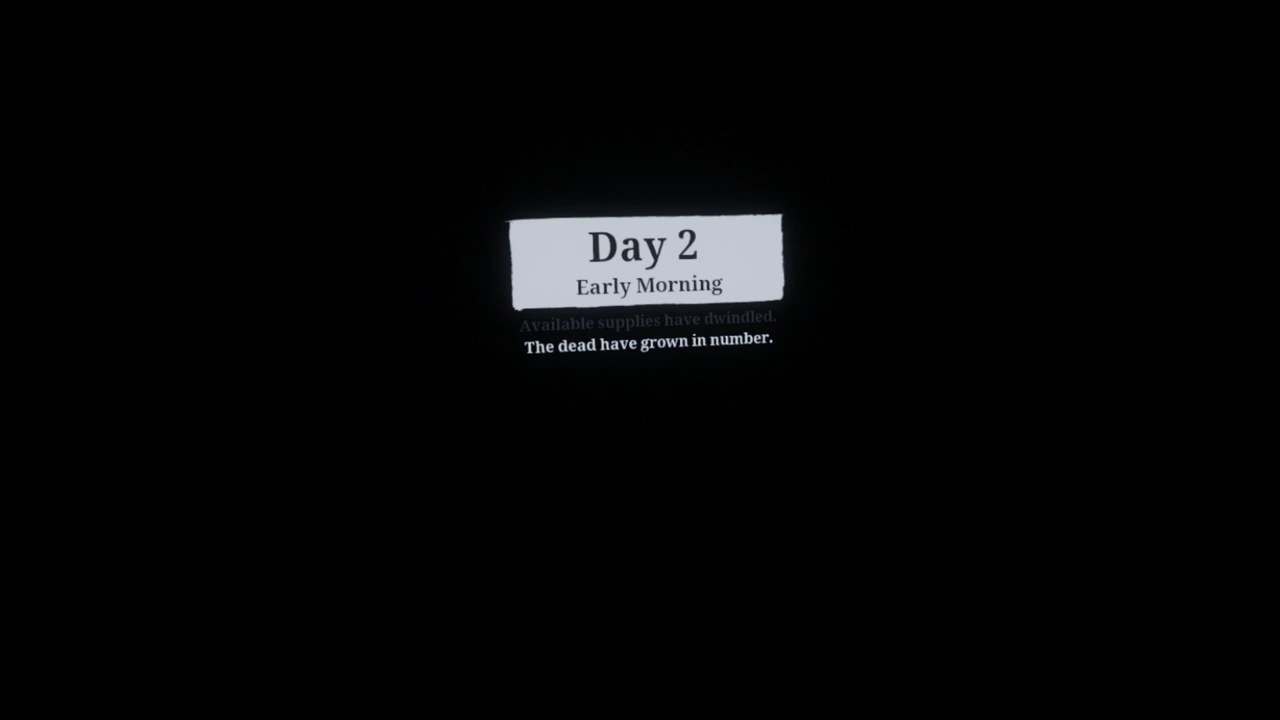 Day 2
Early Morning
Available supplies have dwindled.
The dead have grown in number.